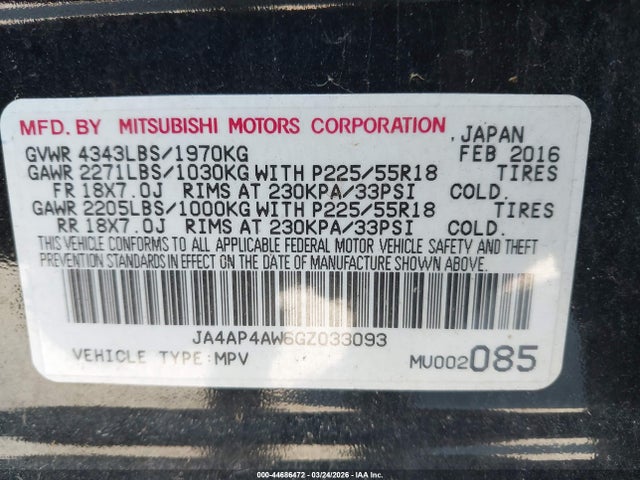 MFD. BY MITSUBISHI MOTORS CORPORATION , JAPAN
GVWR 4343LBS/1970KG FEB 2016
GAWR 2271LBS/1030KG WITH P225/55R18 TIRES
FR 18X7.0J RIMS AT 230KPA/33PSI COLD.
GAWR 2205LBS/1000KG WITH P225/55R18 TIRES
RR 18X7.0J RIMS AT 230KPA/33PSI COLD.
THIS VEHICLE CONFORMS TO ALL APPLICABLE FEDERAL MOTOR VEHICLE SAFETY AND THEFT
PREVENTION STANDARDS IN EFFECT ON THE DATE OF MANUFACTURE SHOWN ABOVE.
JA4AP4AW6GZ033093
VEHICLE TYPE:MPV MU002085
000-44686472 - 03/24/2026 - IAA Inc.